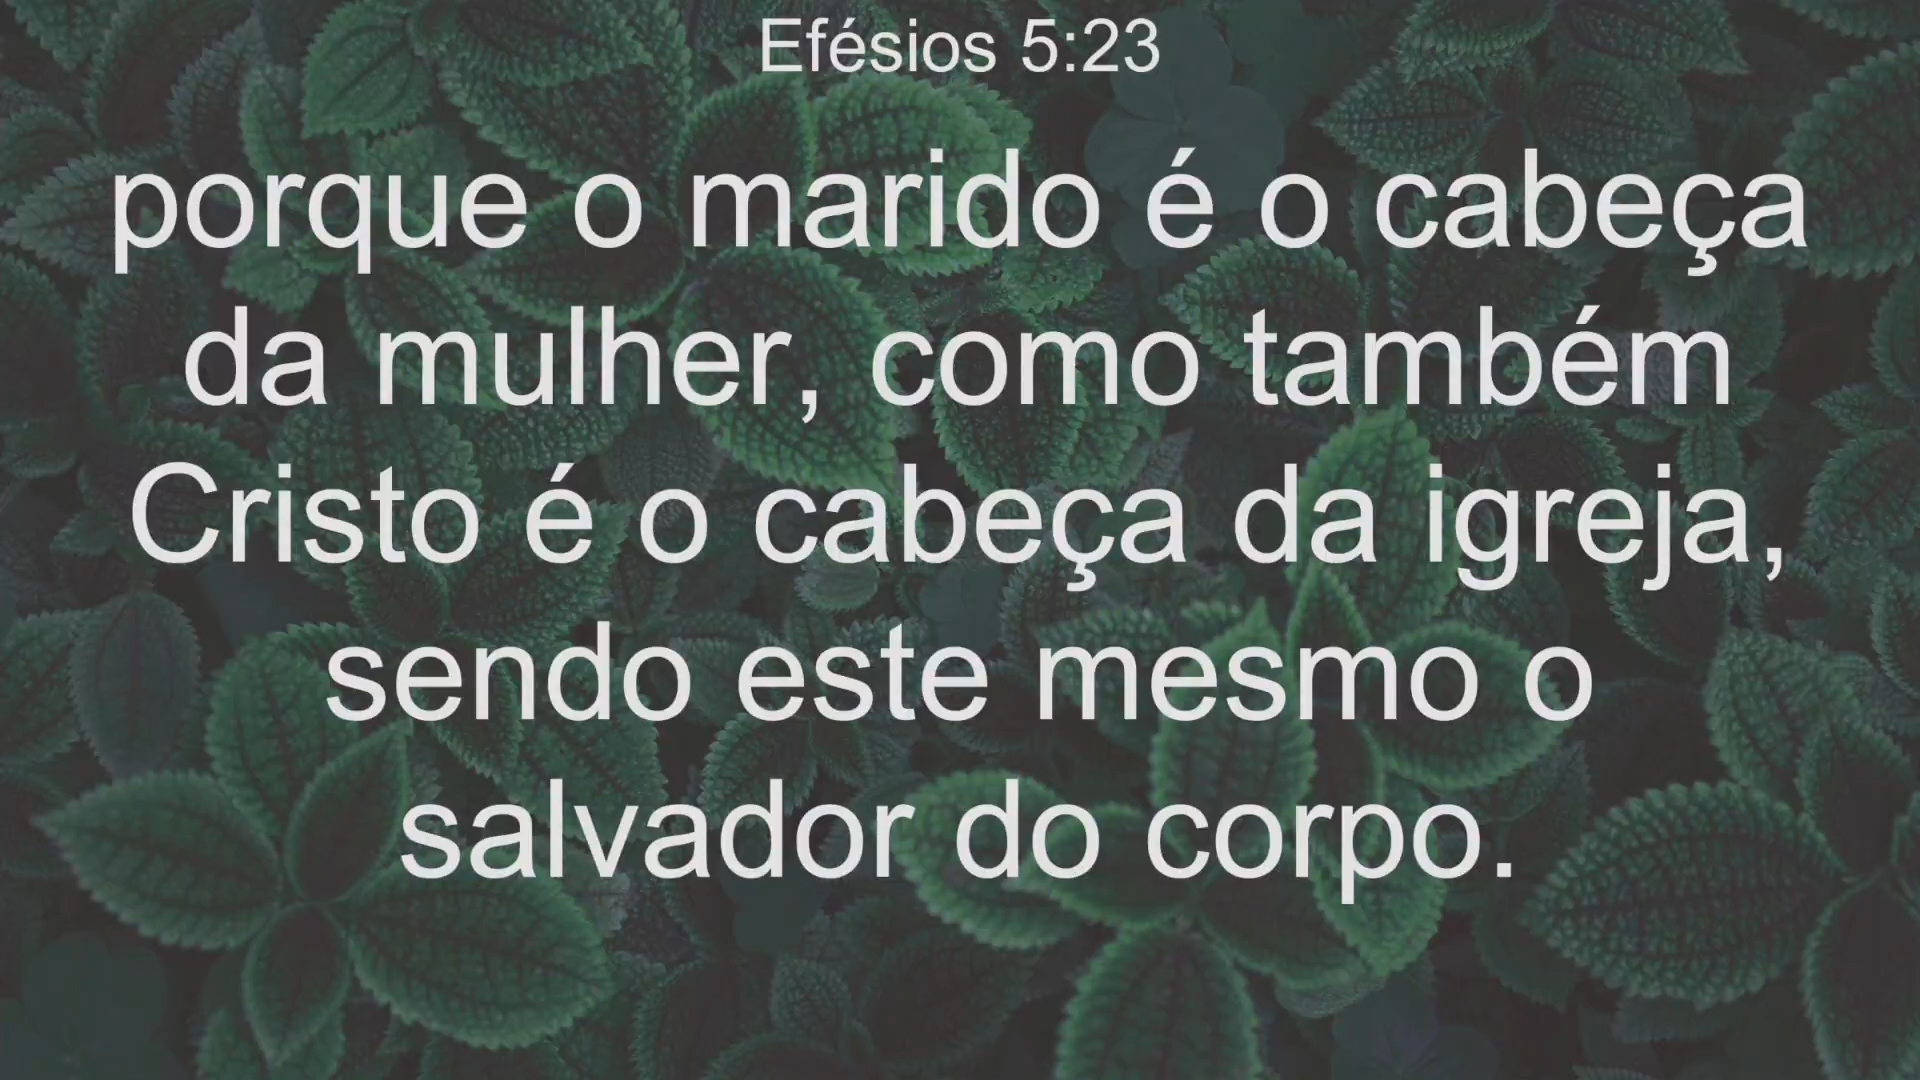 Efésios 5:23
porque o marido é o cabeça
da mulher, como também
Cristo é o cabeça da igreja,
sendo este mesmo o
salvador do corpo.